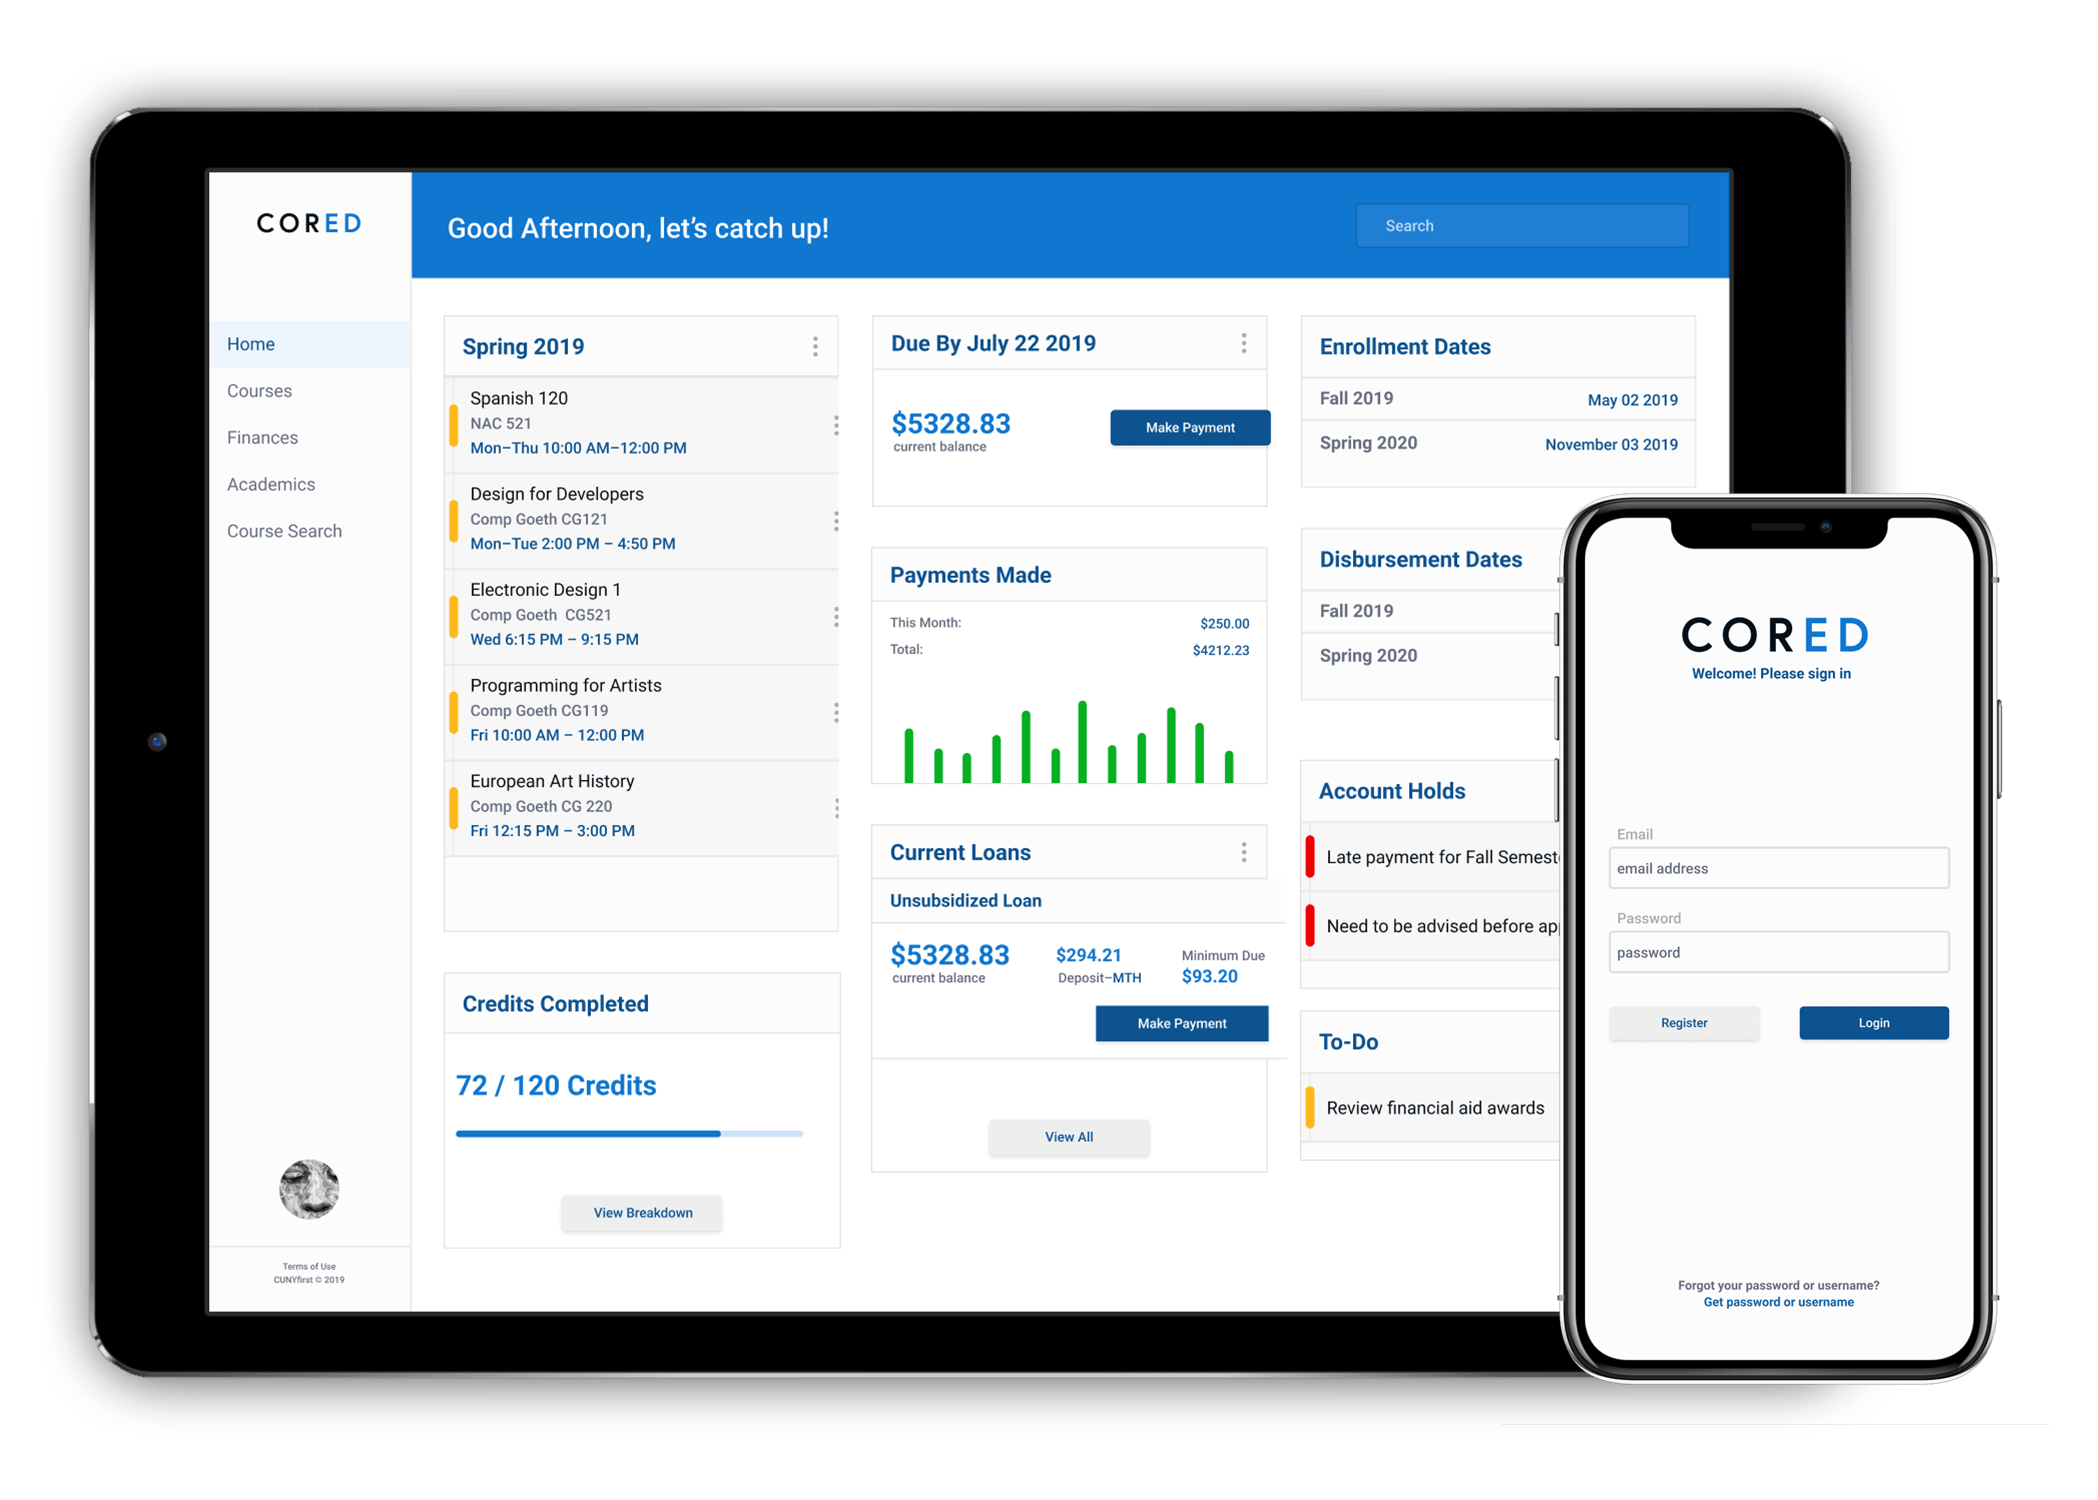 CORED
Good Afternoon, let's catch up!
Search
Home
Courses
Finances
Academics
Course Search
Terms of Use
CUNYfirst © 2019
Spring 2019
Spanish 120
NAC 521
Mon–Thu 10:00 AM–12:00 PM
Design for Developers
Comp Goeth CG121
Mon–Tue 2:00 PM – 4:50 PM
Electronic Design 1
Comp Goeth CG521
Wed 6:15 PM – 9:15 PM
Programming for Artists
Comp Goeth CG119
Fri 10:00 AM – 12:00 PM
European Art History
Comp Goeth CG 220
Fri 12:15 PM – 3:00 PM
Credits Completed
72 / 120 Credits
View Breakdown
Due By July 22 2019
$5328.83
current balance
Make Payment
Payments Made
This Month: $250.00
Total: $4212.23
Current Loans
Unsubsidized Loan
$5328.83
current balance
$294.21
Deposit–MTH
Minimum Due
$93.20
Make Payment
View All
Enrollment Dates
Fall 2019 May 02 2019
Spring 2020 November 03 2019
Disbursement Dates
Fall 2019
Spring 2020
Account Holds
Late payment for Fall
Need to be advised before
To-Do
Review financial aid awards
CORED
Welcome! Please sign in
Email
email address
Password
password
Register
Login
Forgot your password or username?
Get password or username